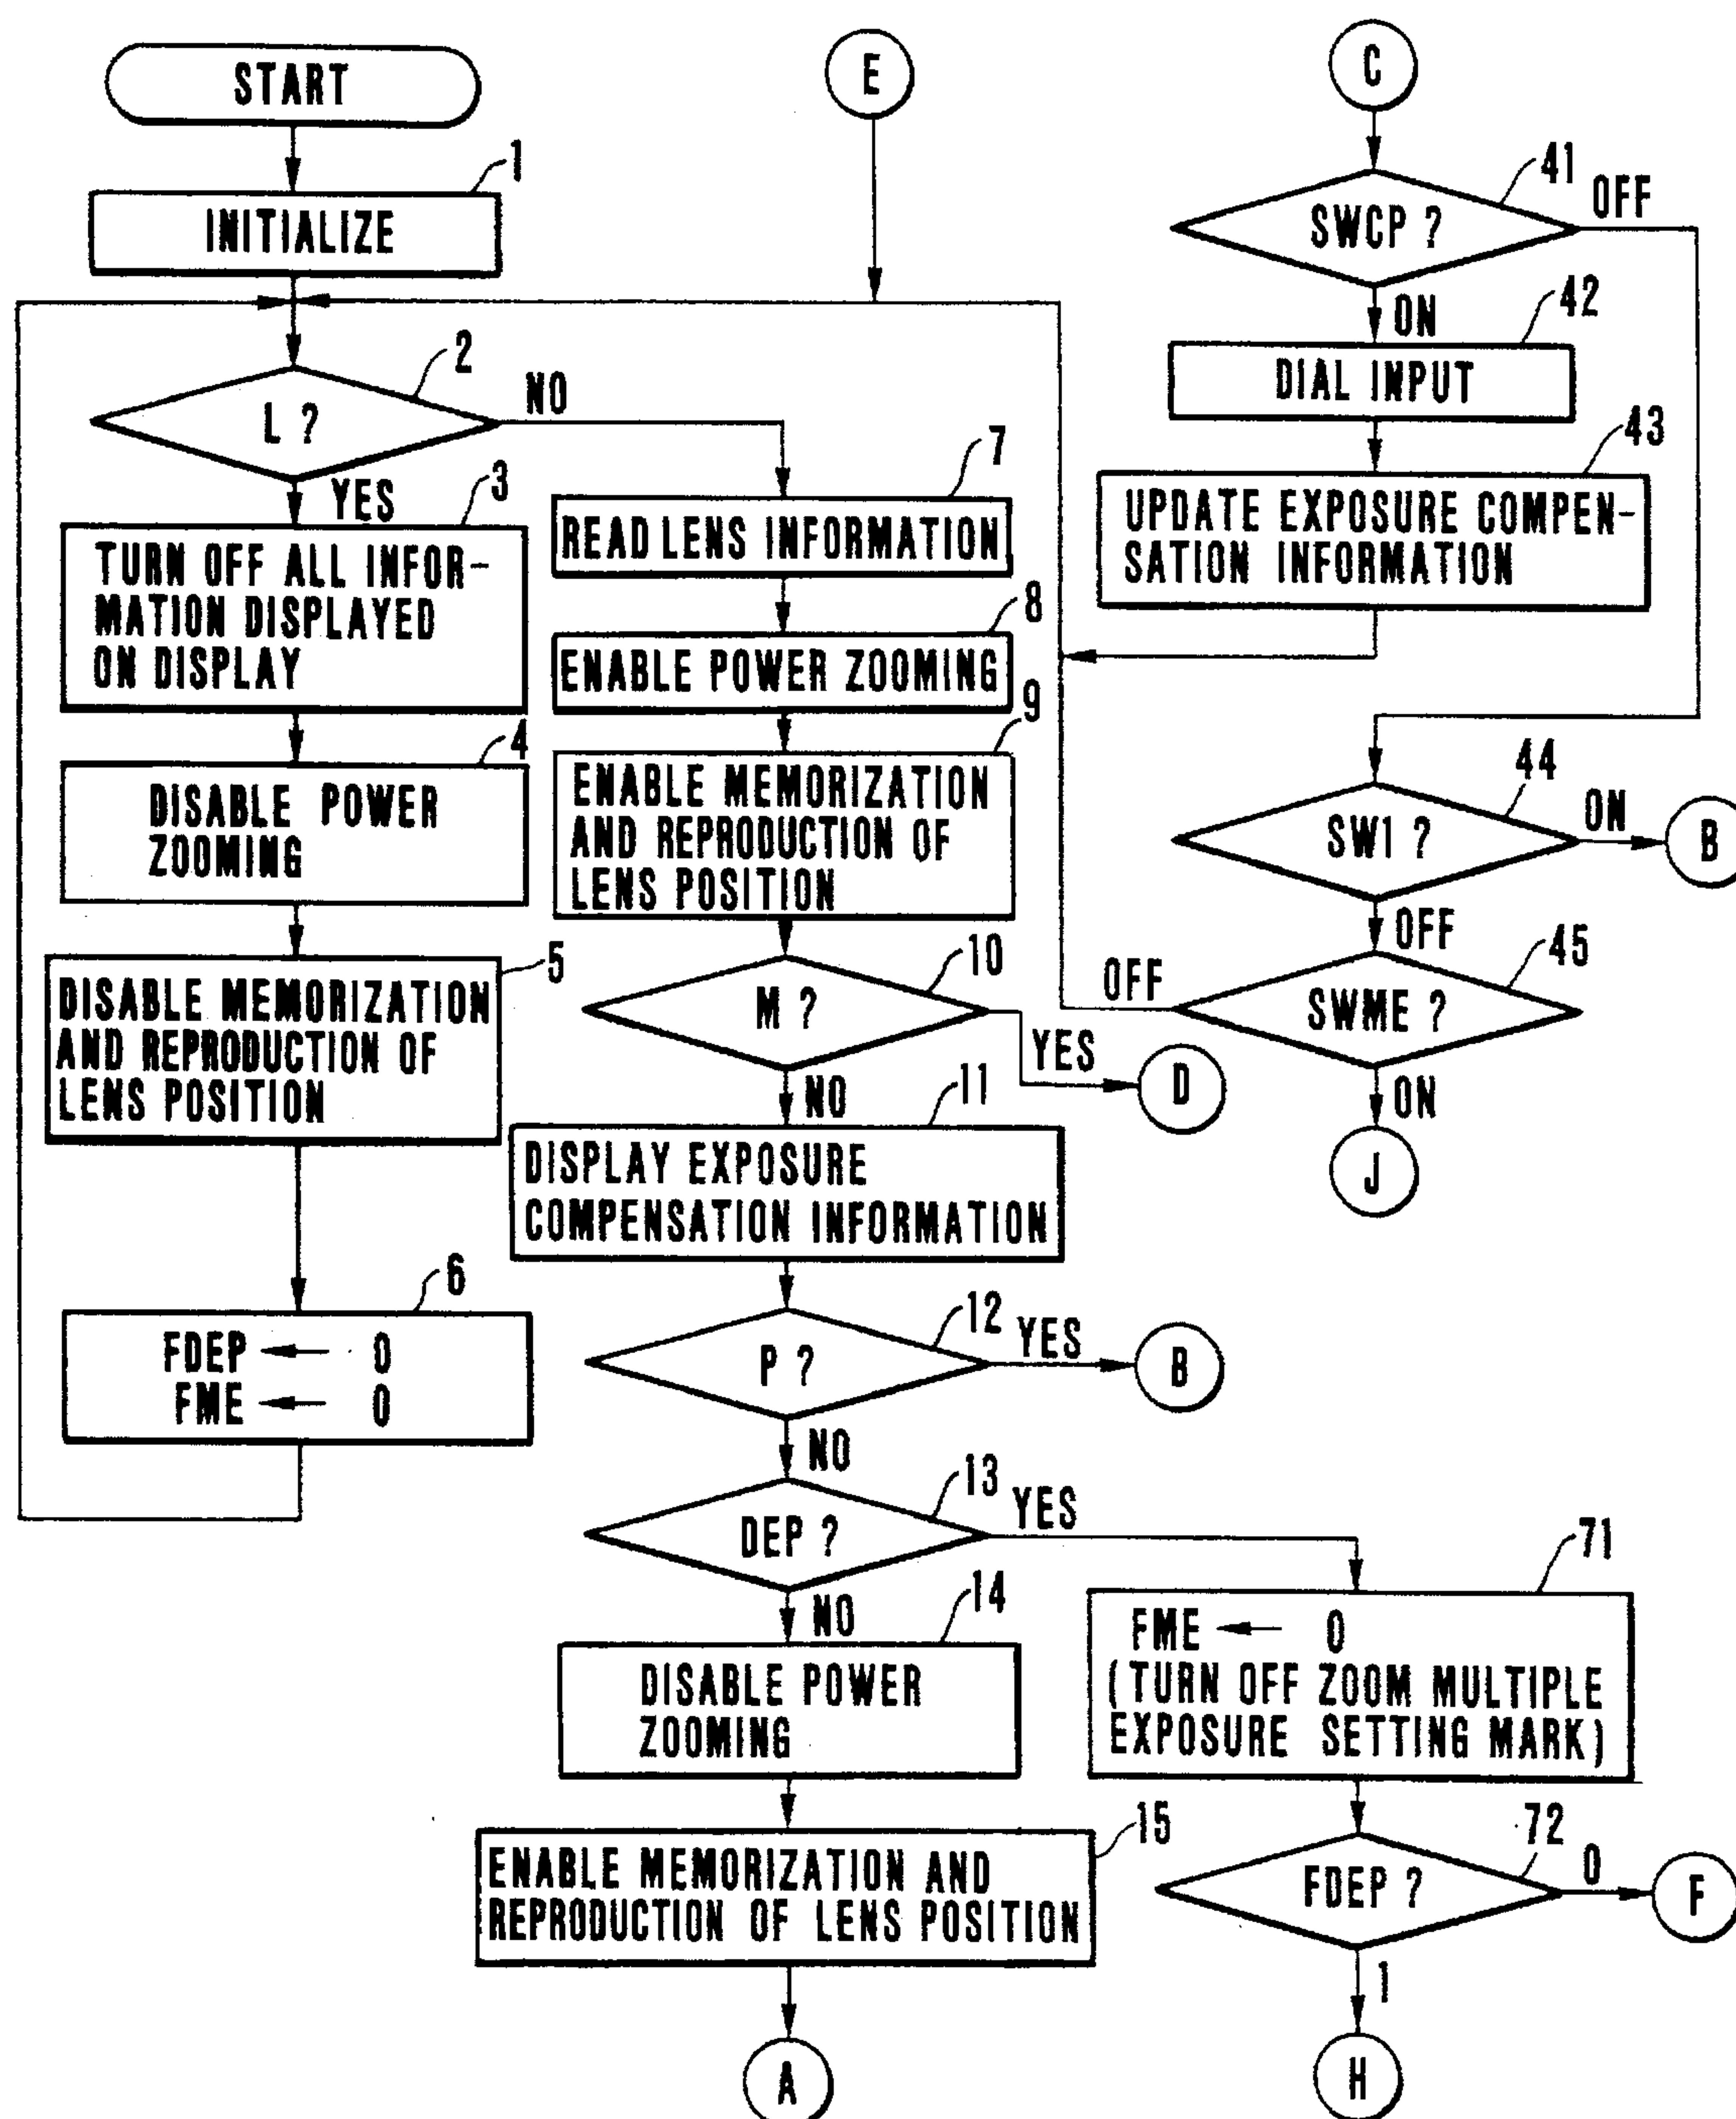 START
1
INITIALIZE
2
L ?
NO
YES
3
TURN OFF ALL INFOR-
MATION DISPLAYED
ON DISPLAY
4
DISABLE POWER
ZOOMING
5
DISABLE MEMORIZATION
AND REPRODUCTION OF
LENS POSITION
6
FDEP ← 0
FME ← 0
E
7
READ LENS INFORMATION
8
ENABLE POWER ZOOMING
9
ENABLE MEMORIZATION
AND REPRODUCTION OF
LENS POSITION
10
M ?
YES
D
NO
11
DISPLAY EXPOSURE
COMPENSATION INFORMATION
12
P ?
YES
B
NO
13
DEP ?
YES
NO
14
DISABLE POWER
ZOOMING
15
ENABLE MEMORIZATION AND
REPRODUCTION OF LENS POSITION
A
C
41
SWCP ?
OFF
ON
42
DIAL INPUT
43
UPDATE EXPOSURE COMPEN-
SATION INFORMATION
44
SW1 ?
ON
B
OFF
45
SWME ?
OFF
ON
J
71
FME ← 0
(TURN OFF ZOOM MULTIPLE
EXPOSURE SETTING MARK)
72
FDEP ?
0
F
1
H